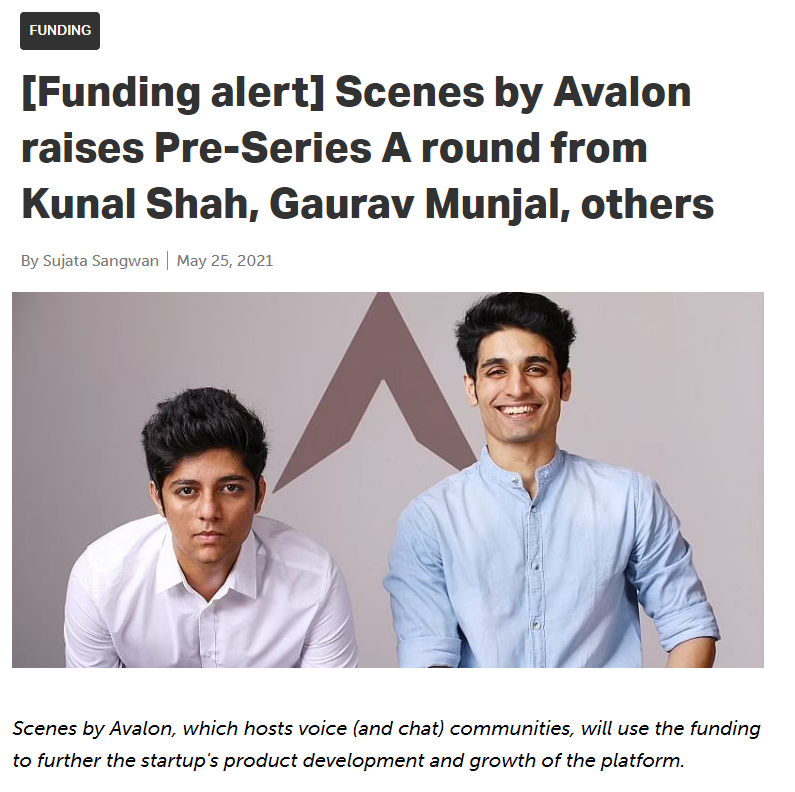 FUNDING
[Funding alert] Scenes by Avalon
raises Pre-Series A round from
Kunal Shah, Gaurav Munjal, others
By Sujata Sangwan | May 25, 2021
Scenes by Avalon, which hosts voice (and chat) communities, will use the funding
to further the startup's product development and growth of the platform.